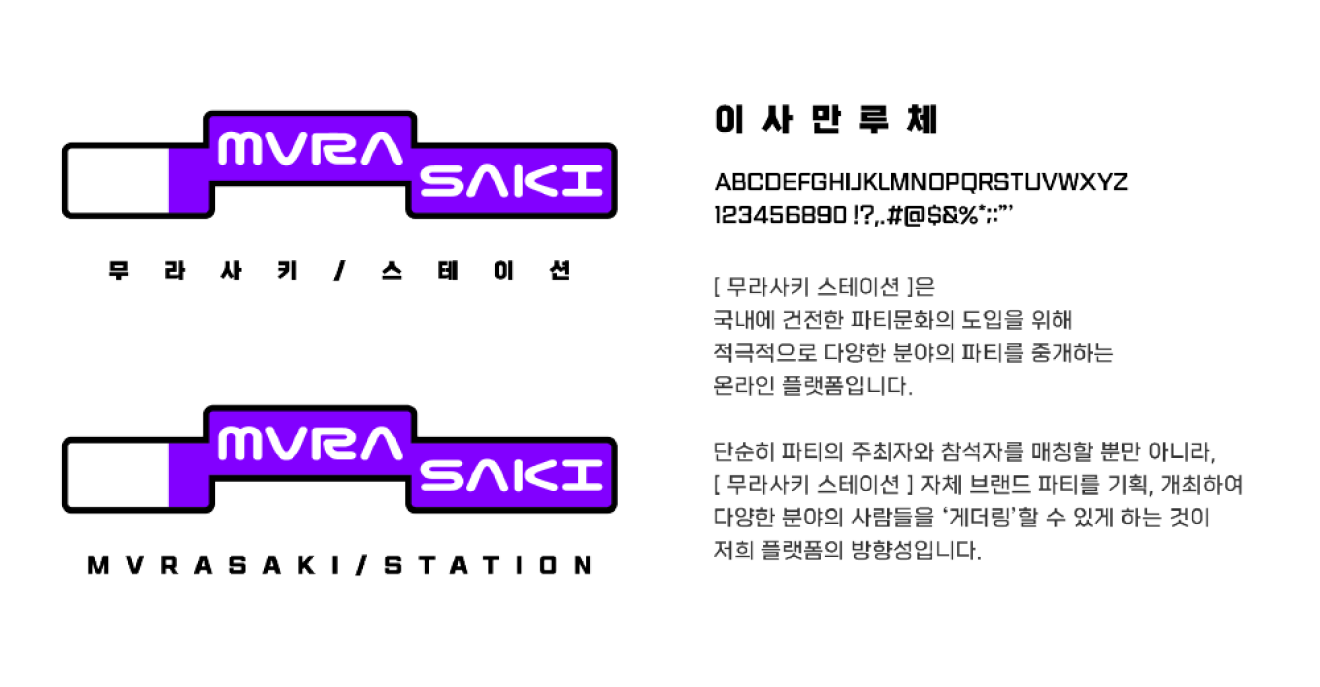 MVRA
SAKI
무라사키/스테이션
MVRA
SAKI
MVRASAKI/STATION
이사만루체
ABCDEFGHIJKLMNOPQRSTUVWXYZ
123456890 !?,.#@$&%*;:"'
[ 무라사키 스테이션 ]은
국내에 건전한 파티문화의 도입을 위해
적극적으로 다양한 분야의 파티를 중개하는
온라인 플랫폼입니다.
단순히 파티의 주최자와 참석자를 매칭할 뿐만 아니라,
[ 무라사키 스테이션 ] 자체 브랜드 파티를 기획, 개최하여
다양한 분야의 사람들을 ‘게더링’할 수 있게 하는 것이
저희 플랫폼의 방향성입니다.